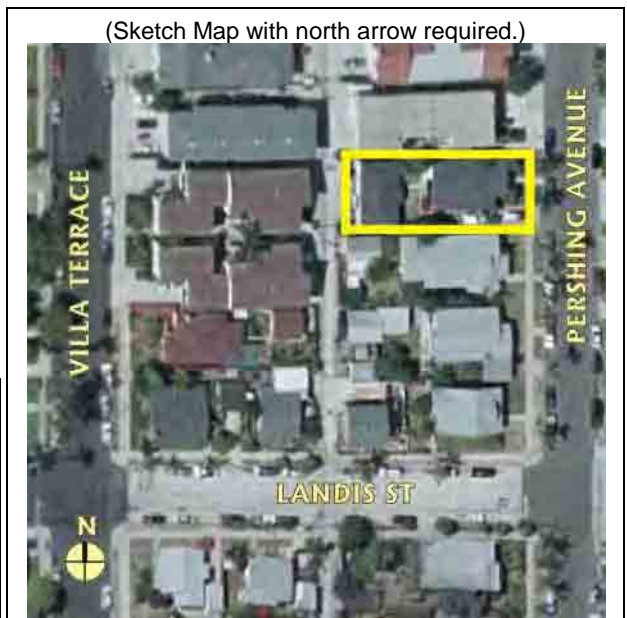 (Sketch Map with north arrow required.)
VILLA TERRACE
PERSHING AVENUE
LANDIS ST
N